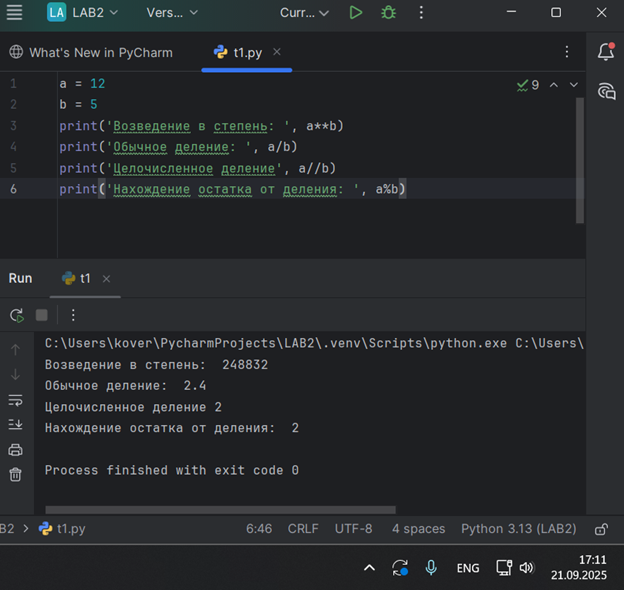 LA LAB2 Vers... Curr...
What's New in PyCharm t1.py
1 a = 12
9
2 b = 5
3 print('Возведение в степень: ', a**b)
4 print('Обычное деление: ', a/b)
5 print('Целочисленное деление', a//b)
6 print('Нахождение остатка от деления: ', a%b)
Run t1
C:\Users\kover\PycharmProjects\LAB2\.venv\Scripts\python.exe C:\Users\
Возведение в степень:  248832
Обычное деление:  2.4
Целочисленное деление 2
Нахождение остатка от деления:  2
Process finished with exit code 0
B2 t1.py 6:46 CRLF UTF-8 4 spaces Python 3.13 (LAB2)
ENG 17:11
21.09.2025